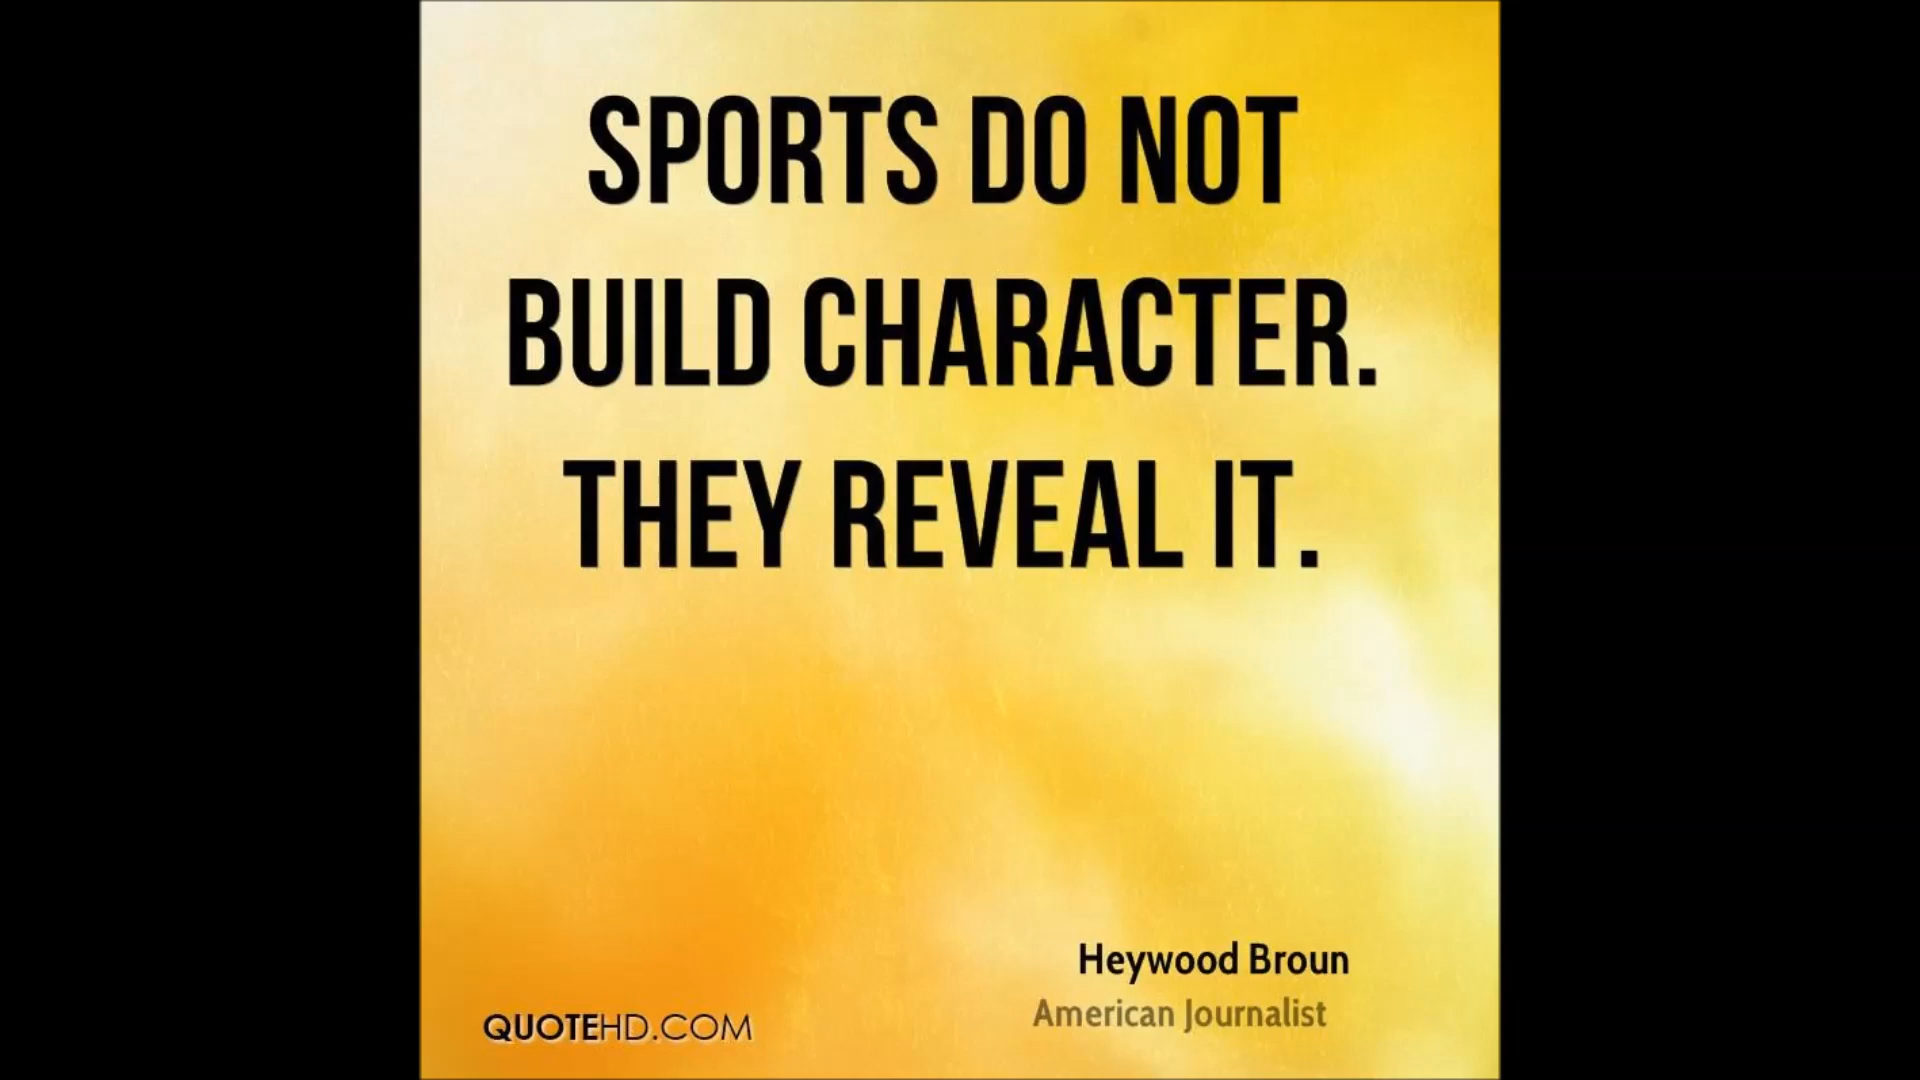 SPORTS DO NOT
BUILD CHARACTER.
THEY REVEAL IT.
Heywood Broun
American Journalist
QUOTEHD.COM